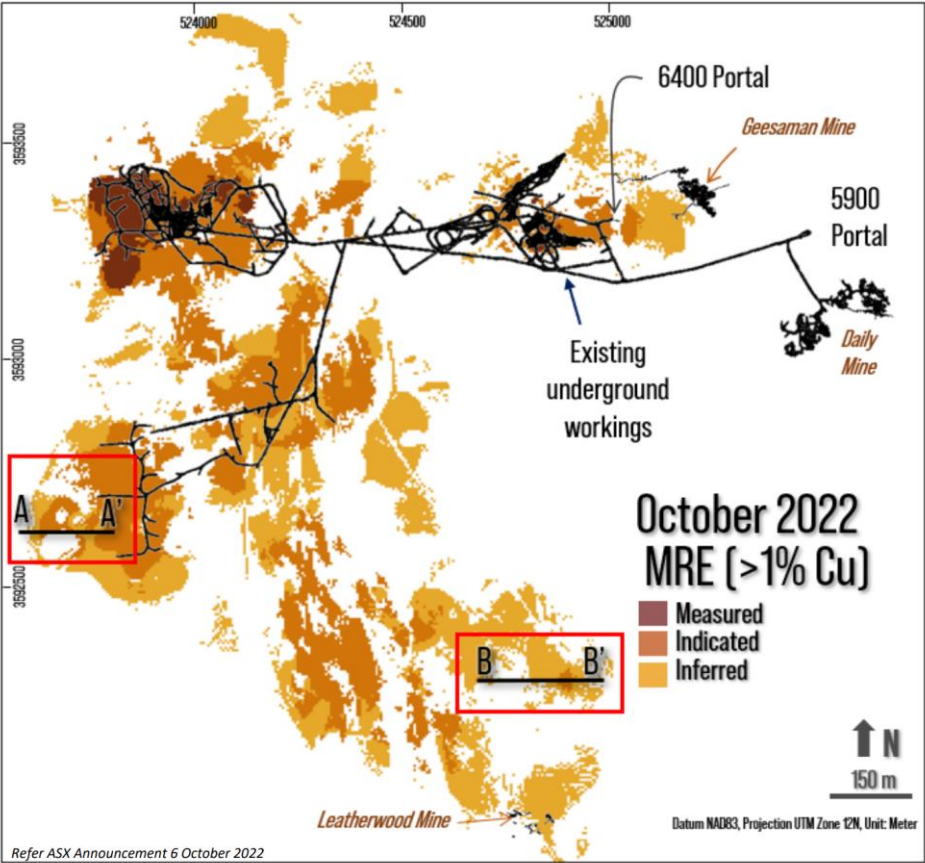 524000
524500
525000
6400 Portal
Geesaman Mine
3593500
5900
Portal
Daily
Mine
Existing
underground
workings
3593000
A
A'
October 2022
MRE (>1% Cu)
Measured
Indicated
Inferred
3592500
B
B'
N
150 m
Leatherwood Mine
Datum NAD83, Projection UTM Zone 12N, Unit: Meter
Refer ASX Announcement 6 October 2022